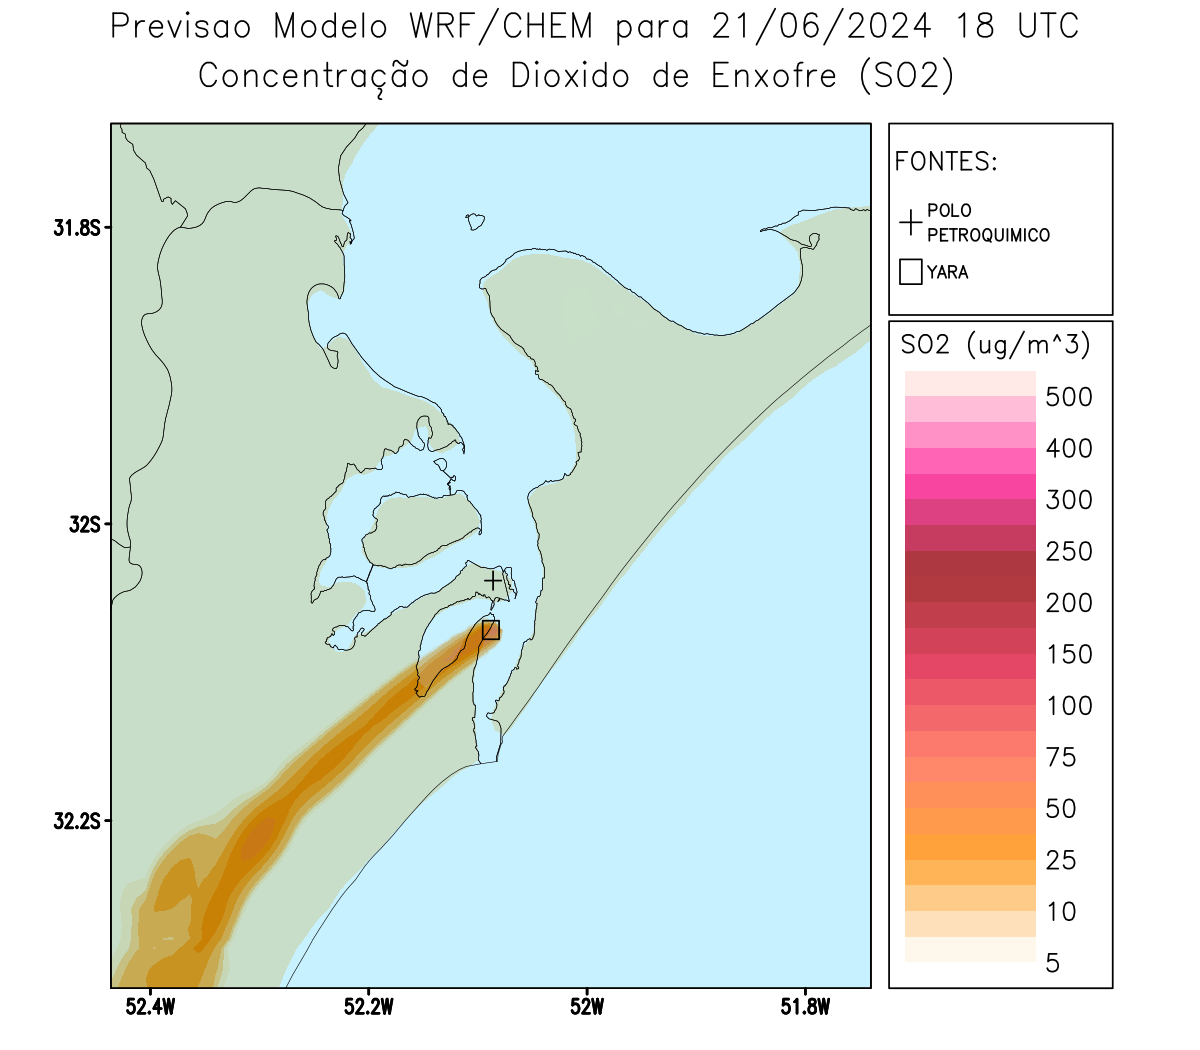 Previsao Modelo WRF/CHEM para 21/06/2024 18 UTC
Concentração de Dioxido de Enxofre (SO2)
FONTES:
POLO
PETROQUIMICO
YARA
31.8S
32S
32.2S
52.4W
52.2W
52W
51.8W
SO2 (ug/m^3)
500
400
300
250
200
150
100
75
50
25
10
5